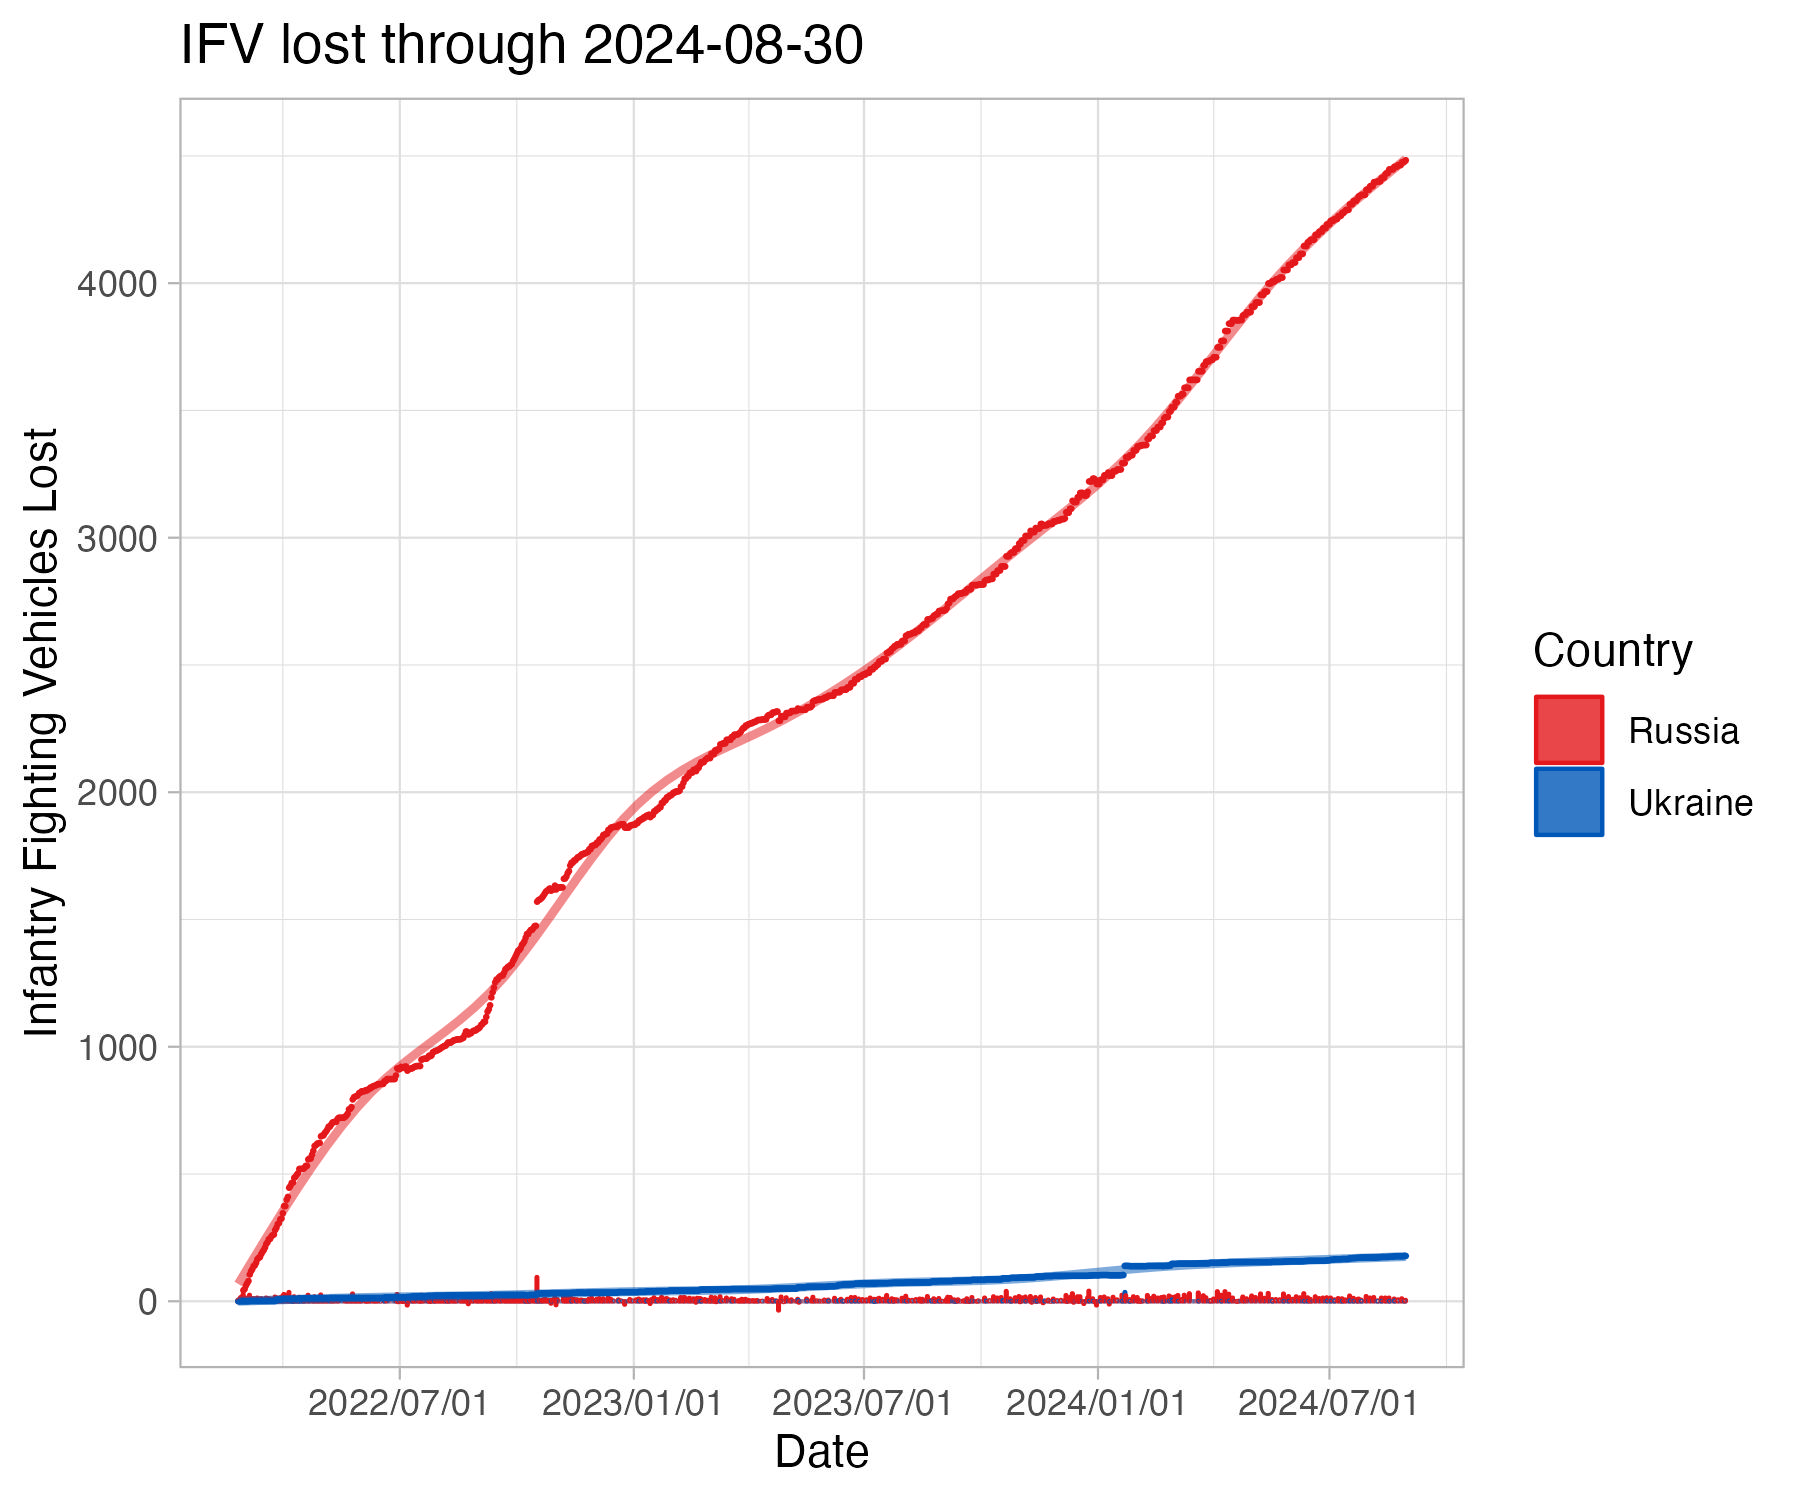 IFV lost through 2024-08-30
Infantry Fighting Vehicles Lost
4000
3000
2000
1000
0
2022/07/01 2023/01/01 2023/07/01 2024/01/01 2024/07/01
Date
Country
Russia
Ukraine